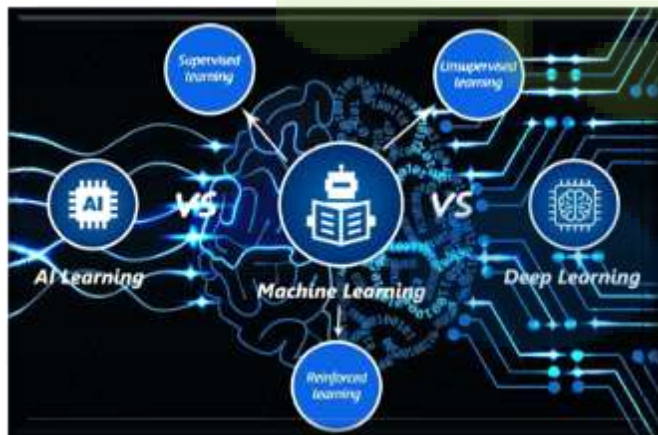 Supervised
learning
Unsupervised
learning
AI
VS
VS
AI Learning
Machine Learning
Deep Learning
Reinforced
learning